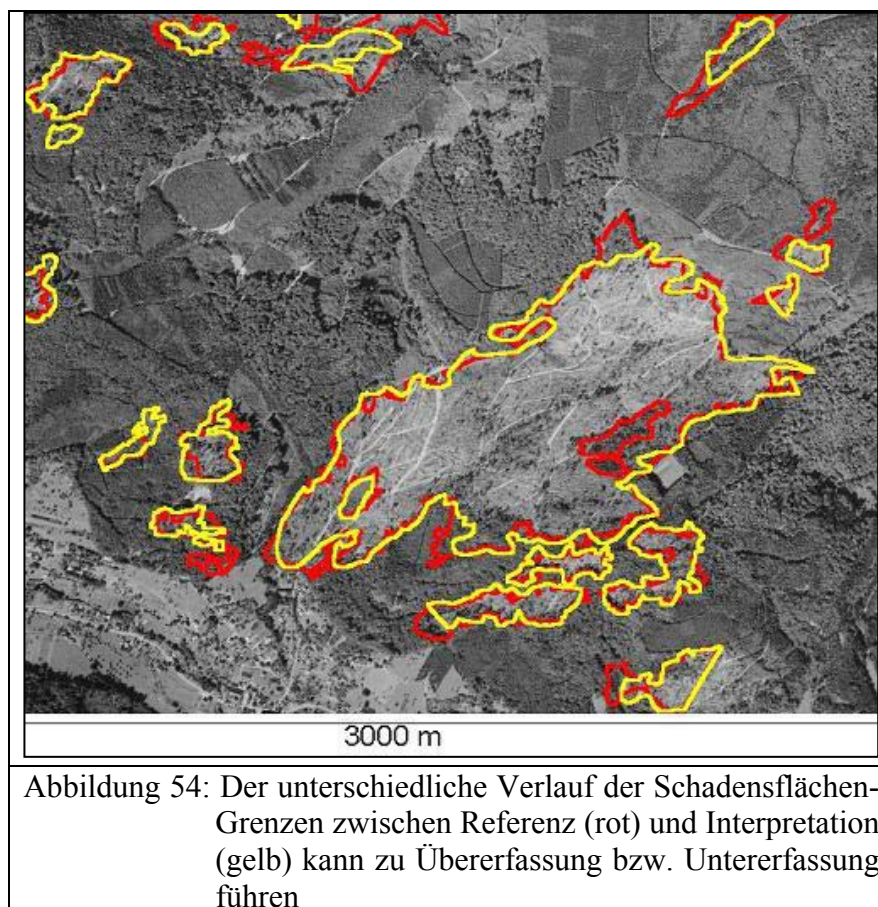 3000 m
Abbildung 54: Der unterschiedliche Verlauf der Schadensflächen-
Grenzen zwischen Referenz (rot) und Interpretation
(gelb) kann zu Übererfassung bzw. Untererfassung
führen